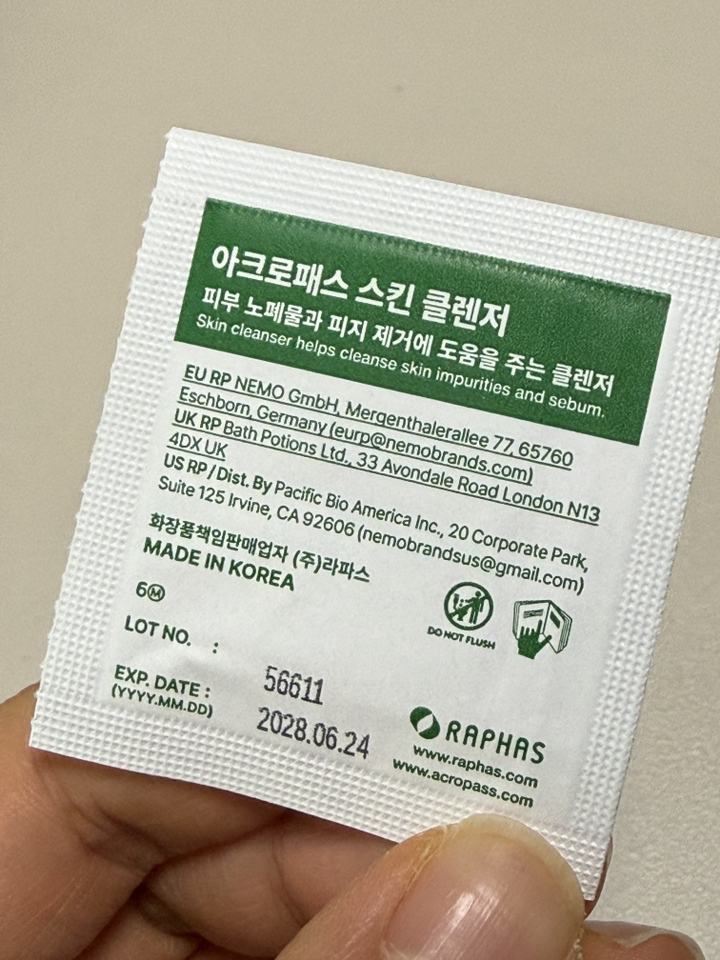 아크로패스 스킨 클렌저
피부 노폐물과 피지 제거에 도움을 주는 클렌저
Skin cleanser helps cleanse skin impurities and sebum.
EU RP NEMO GmbH, Mergenthalerallee 77, 65760
Eschborn, Germany (eurp@nemobrands.com)
UK RP Bath Potions Ltd., 33 Avondale Road London N13
4DX UK
US RP / Dist. By Pacific Bio America Inc., 20 Corporate Park,
Suite 125 Irvine, CA 92606 (nemobrandsus@gmail.com)
화장품책임판매업자 (주)라파스
MADE IN KOREA
6Ⓜ
DO NOT FLUSH
LOT NO. : 56611
EXP. DATE : 2028.06.24
(YYYY.MM.DD)
RAPHAS
www.raphas.com
www.acropass.com